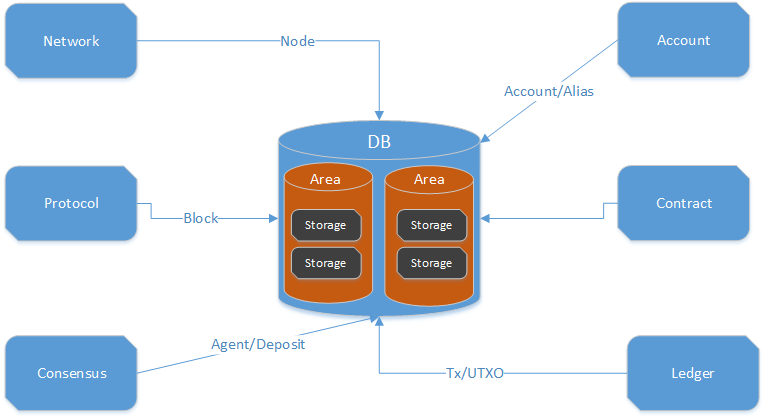 Network
Node
Account
Account/Alias
DB
Area
Area
Protocol
Block
Storage
Storage
Contract
Storage
Storage
Agent/Deposit
Consensus
Tx/UTXO
Ledger